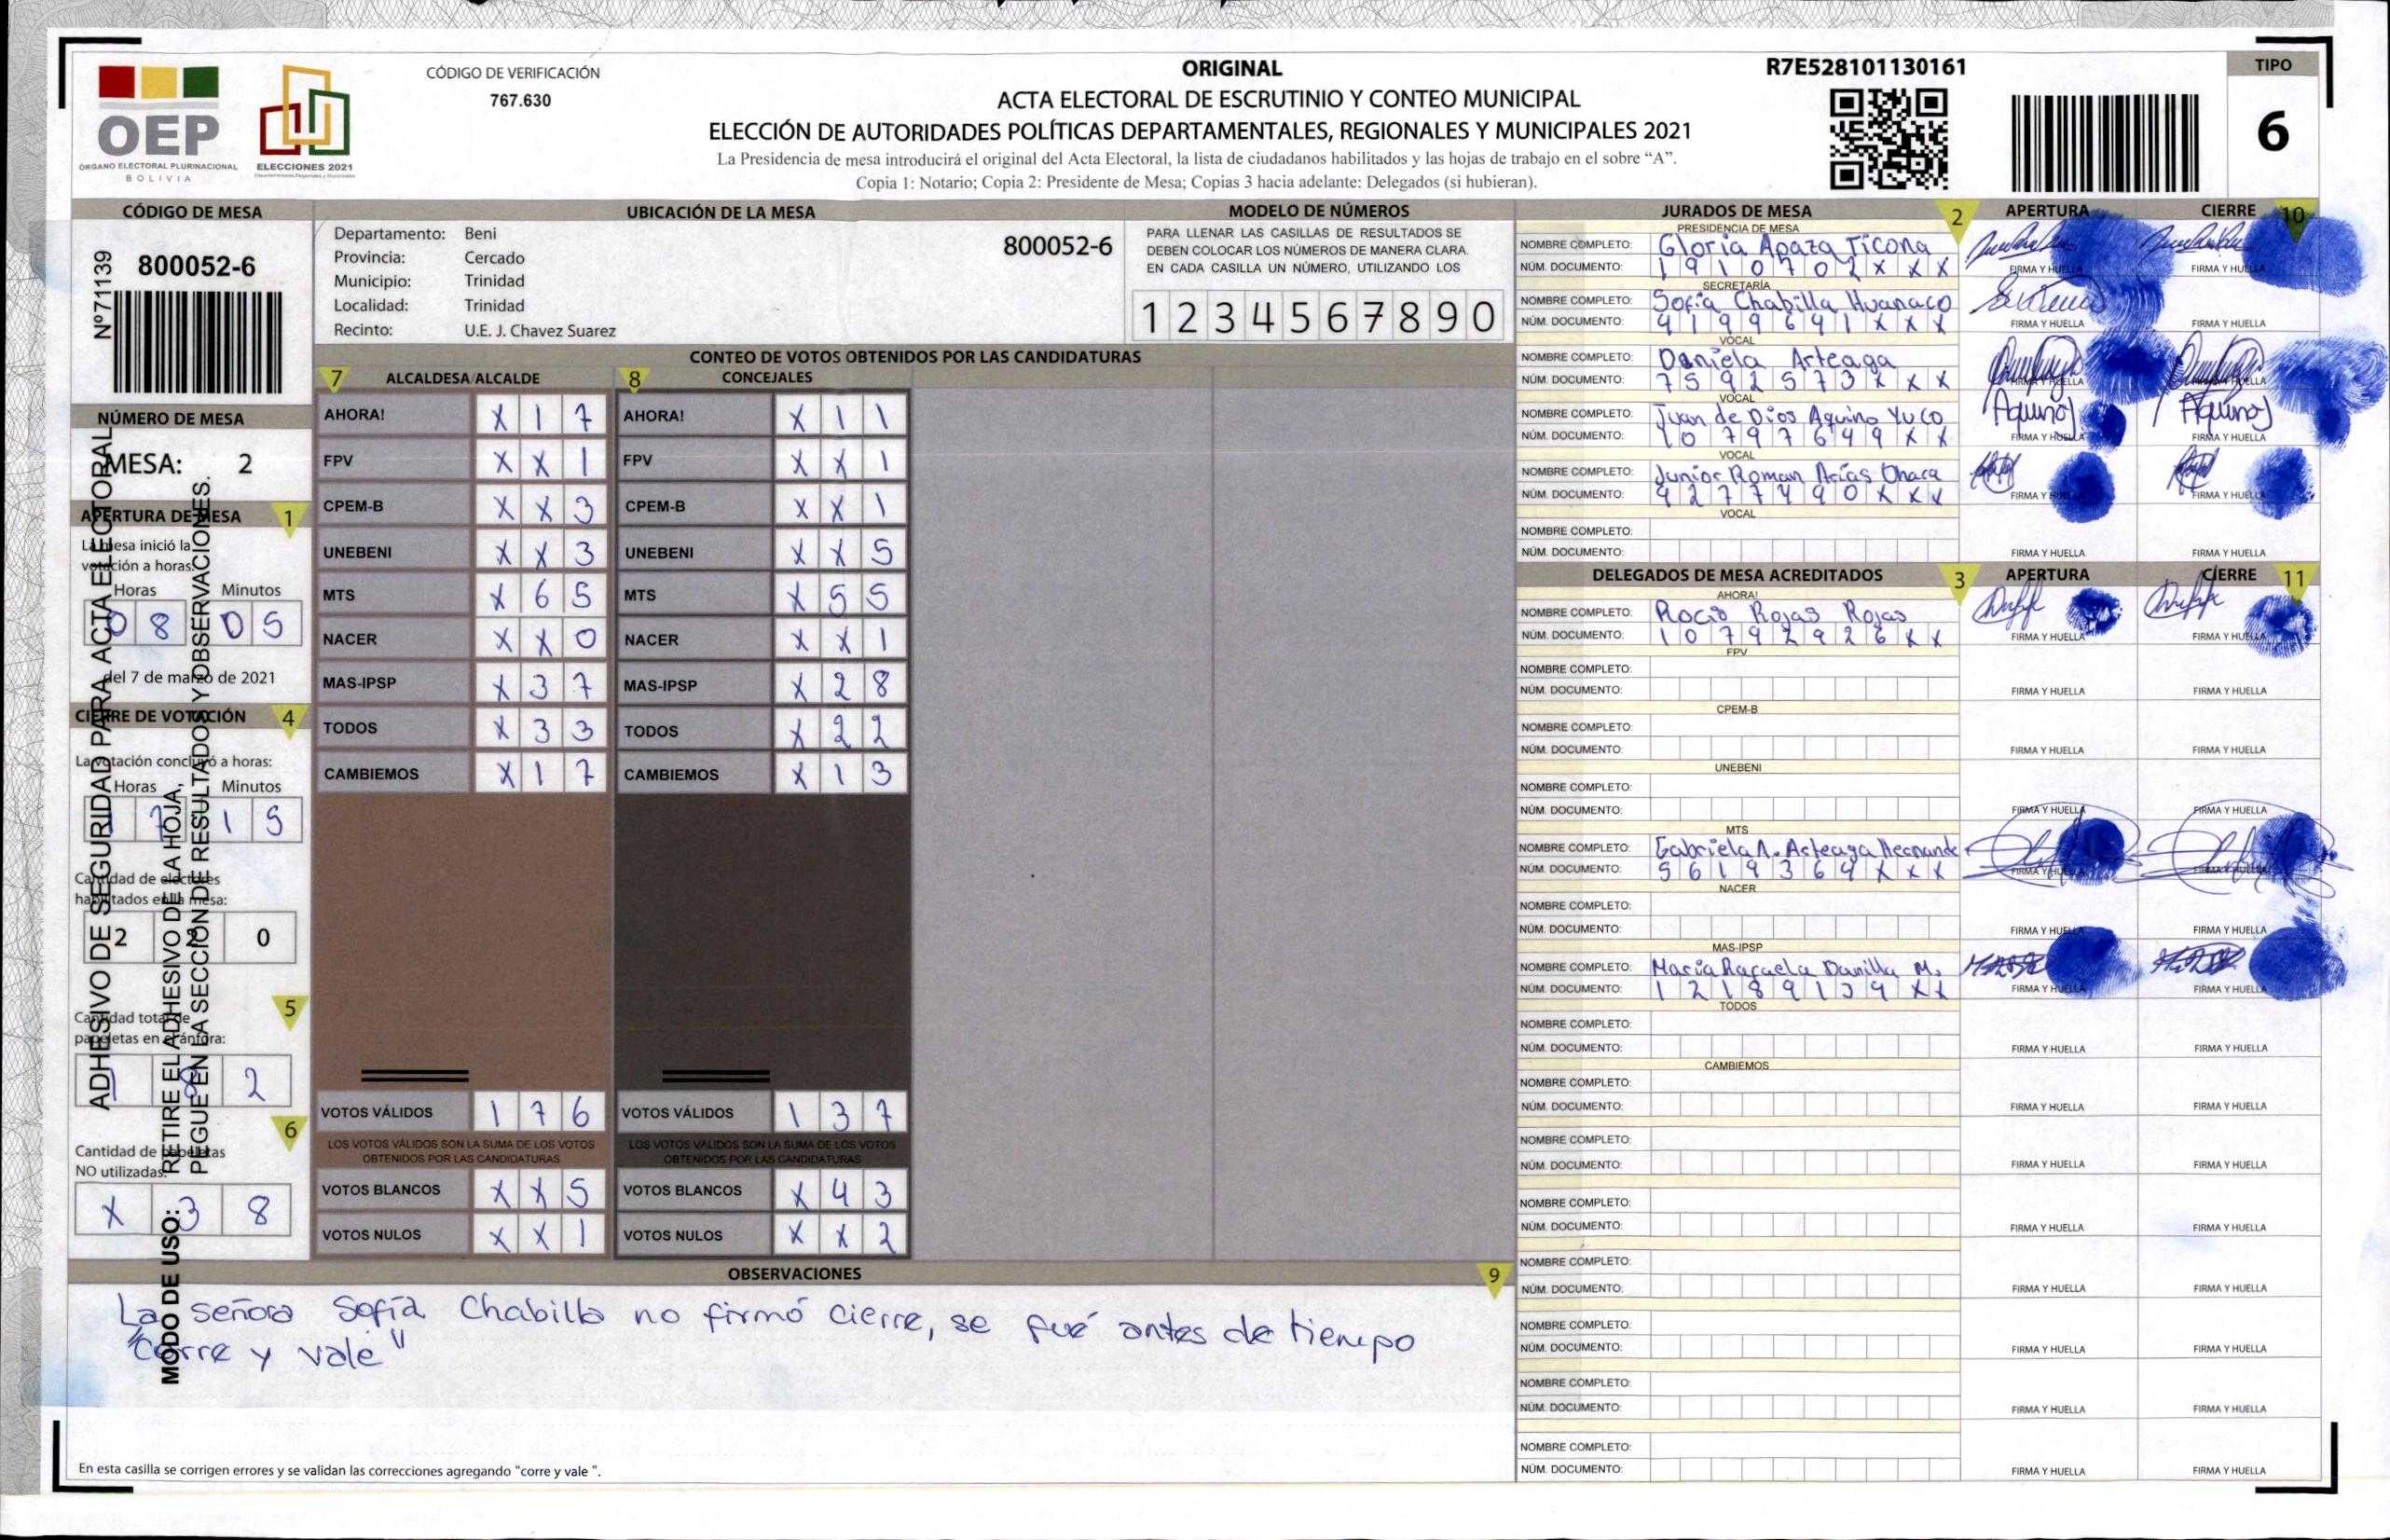 OEP
ÓRGANO ELECTORAL PLURINACIONAL
BOLIVIA
ELECCIONES 2021
CÓDIGO DE VERIFICACIÓN
767.630
ORIGINAL
ACTA ELECTORAL DE ESCRUTINIO Y CONTEO MUNICIPAL
ELECCIÓN DE AUTORIDADES POLÍTICAS DEPARTAMENTALES, REGIONALES Y MUNICIPALES 2021
La Presidencia de mesa introducirá el original del Acta Electoral, la lista de ciudadanos habilitados y las hojas de trabajo en el sobre “A”.
Copia 1: Notario; Copia 2: Presidente de Mesa; Copias 3 hacia adelante: Delegados (si hubieran).
R7E528101130161
TIPO
6
CÓDIGO DE MESA
Nº71139
800052-6
NÚMERO DE MESA
MESA: 2
APERTURA DE MESA 1
La mesa inició la
votación a horas:
Horas Minutos
0 8 0 5
del 7 de marzo de 2021
CIERRE DE VOTACIÓN 4
La votación concluyó a horas:
Horas Minutos
1 7 1 5
Cantidad de electores
habilitados en la mesa:
2 2 0
5
Cantidad total de
papeletas en el ánfora:
1 8 2
6
Cantidad de papeletas
NO utilizadas:
X 3 8
ADHESIVO DE SEGURIDAD PARA ACTA ELECTORAL
MODO DE USO: RETIRE EL ADHESIVO DE LA HOJA,
PEGUE EN LA SECCIÓN DE RESULTADOS Y OBSERVACIONES.
UBICACIÓN DE LA MESA
Departamento: Beni
Provincia: Cercado
Municipio: Trinidad
Localidad: Trinidad
Recinto: U.E. J. Chavez Suarez
800052-6
MODELO DE NÚMEROS
PARA LLENAR LAS CASILLAS DE RESULTADOS SE
DEBEN COLOCAR LOS NÚMEROS DE MANERA CLARA.
EN CADA CASILLA UN NÚMERO, UTILIZANDO LOS
1 2 3 4 5 6 7 8 9 0
CONTEO DE VOTOS OBTENIDOS POR LAS CANDIDATURAS
7 ALCALDESA/ALCALDE 8 CONCEJALES
AHORA! X 1 7 AHORA! X 1 1
FPV X X 1 FPV X X 1
CPEM-B X X 3 CPEM-B X X 1
UNEBENI X X 3 UNEBENI X X 5
MTS X 6 5 MTS X 5 5
NACER X X 0 NACER X X 1
MAS-IPSP X 3 7 MAS-IPSP X 2 8
TODOS X 3 3 TODOS X 2 2
CAMBIEMOS X 1 7 CAMBIEMOS X 1 3
VOTOS VÁLIDOS 1 7 6 VOTOS VÁLIDOS 1 3 7
LOS VOTOS VÁLIDOS SON LA SUMA DE LOS VOTOS LOS VOTOS VÁLIDOS SON LA SUMA DE LOS VOTOS
OBTENIDOS POR LAS CANDIDATURAS OBTENIDOS POR LAS CANDIDATURAS
VOTOS BLANCOS X X 5 VOTOS BLANCOS X 4 3
VOTOS NULOS X X 1 VOTOS NULOS X X 2
OBSERVACIONES 9
La señora Sofía Chabilla no firmó cierre, se fué antes de tiempo
"Corre y vale"
En esta casilla se corrigen errores y se validan las correcciones agregando "corre y vale ".
JURADOS DE MESA 2 APERTURA CIERRE 10
PRESIDENCIA DE MESA
NOMBRE COMPLETO: Gloria Apaza Ticona
NÚM. DOCUMENTO: 1 9 1 0 7 0 2 X X X FIRMA Y HUELLA FIRMA Y HUELLA
SECRETARÍA
NOMBRE COMPLETO: Sofia Chabilla Huanaco
NÚM. DOCUMENTO: 4 1 9 9 6 4 1 X X X FIRMA Y HUELLA FIRMA Y HUELLA
VOCAL
NOMBRE COMPLETO: Daniela Arteaga
NÚM. DOCUMENTO: 7 5 9 2 5 7 3 X X X FIRMA Y HUELLA FIRMA Y HUELLA
VOCAL
NOMBRE COMPLETO: Juan de Dios Aquino Yuco Aquino Aquino
NÚM. DOCUMENTO: 1 0 7 9 7 6 4 9 X X FIRMA Y HUELLA FIRMA Y HUELLA
VOCAL
NOMBRE COMPLETO: Junior Roman Arias
NÚM. DOCUMENTO: 4 2 7 7 4 9 0 X X X FIRMA Y HUELLA FIRMA Y HUELLA
VOCAL
NOMBRE COMPLETO:
NÚM. DOCUMENTO: FIRMA Y HUELLA FIRMA Y HUELLA
DELEGADOS DE MESA ACREDITADOS 3 APERTURA CIERRE 11
AHORA!
NOMBRE COMPLETO: Rocio Rojas Rojas
NÚM. DOCUMENTO: 1 0 7 9 2 9 2 6 X X FIRMA Y HUELLA FIRMA Y HUELLA
FPV
NOMBRE COMPLETO:
NÚM. DOCUMENTO: FIRMA Y HUELLA FIRMA Y HUELLA
CPEM-B
NOMBRE COMPLETO:
NÚM. DOCUMENTO: FIRMA Y HUELLA FIRMA Y HUELLA
UNEBENI
NOMBRE COMPLETO:
NÚM. DOCUMENTO: FIRMA Y HUELLA FIRMA Y HUELLA
MTS
NOMBRE COMPLETO: Gabriela A. Arteaga Hernande
NÚM. DOCUMENTO: 5 6 1 9 3 6 4 X X X FIRMA Y HUELLA FIRMA Y HUELLA
NACER
NOMBRE COMPLETO:
NÚM. DOCUMENTO: FIRMA Y HUELLA FIRMA Y HUELLA
MAS-IPSP
NOMBRE COMPLETO: Maria Rafaela Danilla M.
NÚM. DOCUMENTO: 1 2 1 8 9 1 3 9 X X FIRMA Y HUELLA FIRMA Y HUELLA
TODOS
NOMBRE COMPLETO:
NÚM. DOCUMENTO: FIRMA Y HUELLA FIRMA Y HUELLA
CAMBIEMOS
NOMBRE COMPLETO:
NÚM. DOCUMENTO: FIRMA Y HUELLA FIRMA Y HUELLA
NOMBRE COMPLETO:
NÚM. DOCUMENTO: FIRMA Y HUELLA FIRMA Y HUELLA
NOMBRE COMPLETO:
NÚM. DOCUMENTO: FIRMA Y HUELLA FIRMA Y HUELLA
NOMBRE COMPLETO:
NÚM. DOCUMENTO: FIRMA Y HUELLA FIRMA Y HUELLA
NOMBRE COMPLETO:
NÚM. DOCUMENTO: FIRMA Y HUELLA FIRMA Y HUELLA
NOMBRE COMPLETO:
NÚM. DOCUMENTO: FIRMA Y HUELLA FIRMA Y HUELLA
NOMBRE COMPLETO:
NÚM. DOCUMENTO: FIRMA Y HUELLA FIRMA Y HUELLA